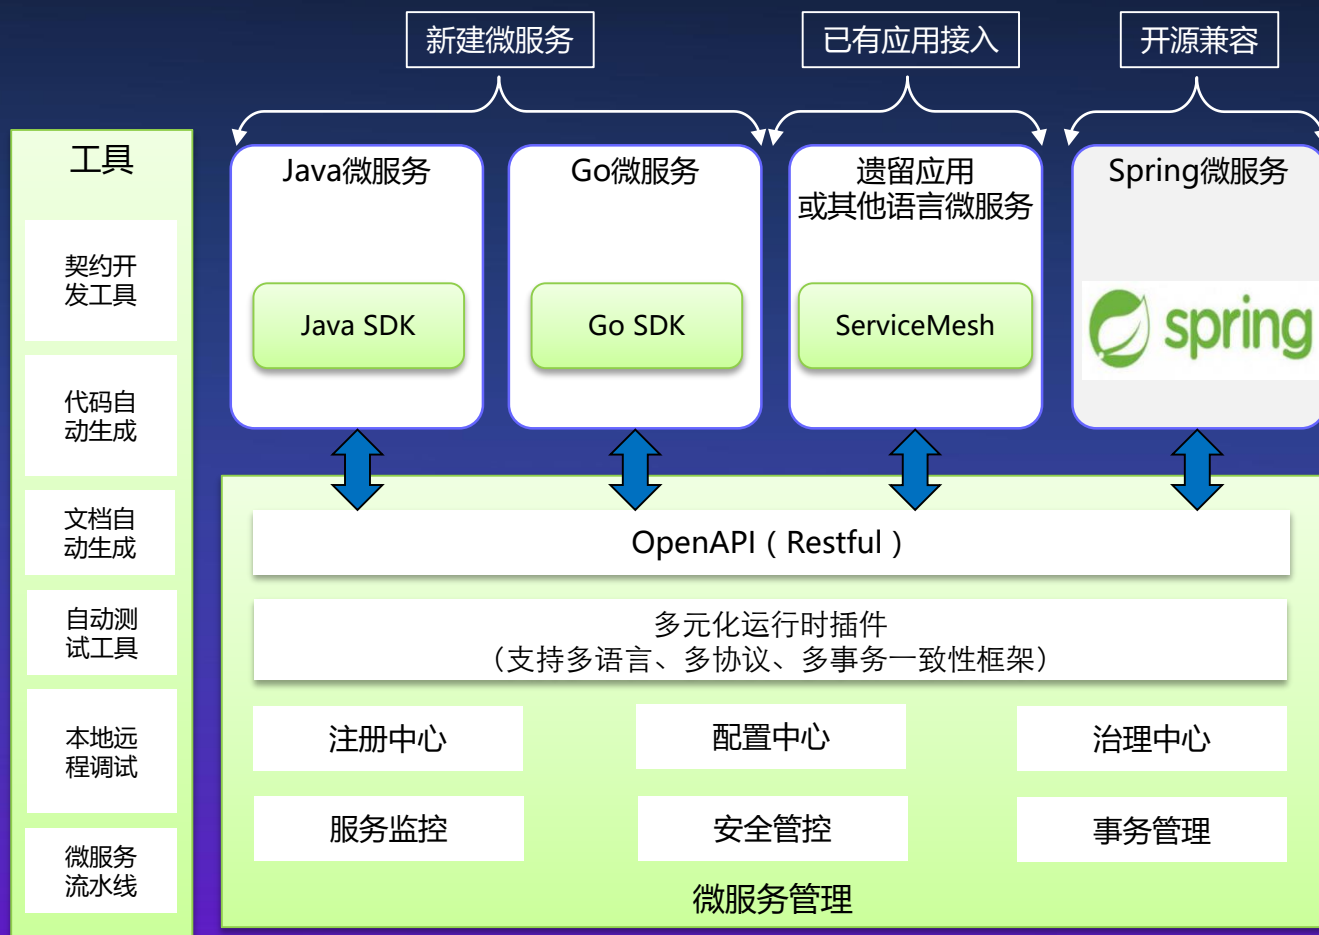 新建微服务
已有应用接入
开源兼容
工具
契约开
发工具
代码自
动生成
文档自
动生成
自动测
试工具
本地远
程调试
微服务
流水线
Java微服务
Java SDK
Go微服务
Go SDK
遗留应用
或其他语言微服务
ServiceMesh
Spring微服务
spring
OpenAPI（Restful）
多元化运行时插件
（支持多语言、多协议、多事务一致性框架）
注册中心
配置中心
治理中心
服务监控
安全管控
事务管理
微服务管理